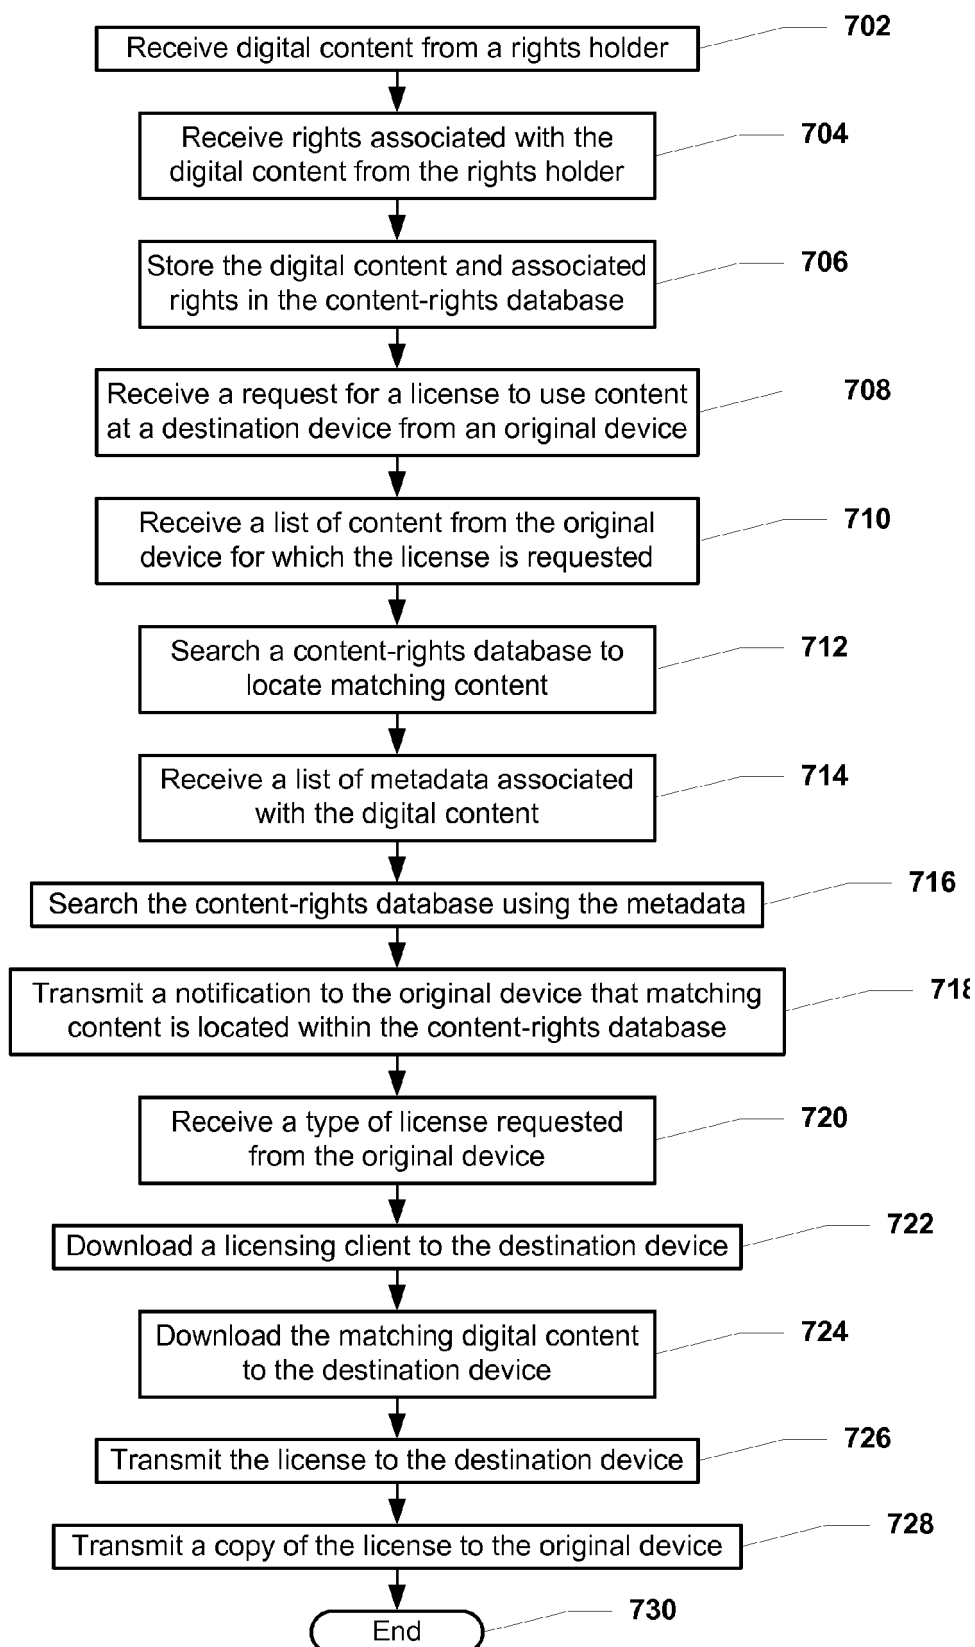 Receive digital content from a rights holder
702
Receive rights associated with the
digital content from the rights holder
704
Store the digital content and associated
rights in the content-rights database
706
Receive a request for a license to use content
at a destination device from an original device
708
Receive a list of content from the original
device for which the license is requested
710
Search a content-rights database to
locate matching content
712
Receive a list of metadata associated
with the digital content
714
Search the content-rights database using the metadata
716
Transmit a notification to the original device that matching
content is located within the content-rights database
718
Receive a type of license requested
from the original device
720
Download a licensing client to the destination device
722
Download the matching digital content
to the destination device
724
Transmit the license to the destination device
726
Transmit a copy of the license to the original device
728
End
730